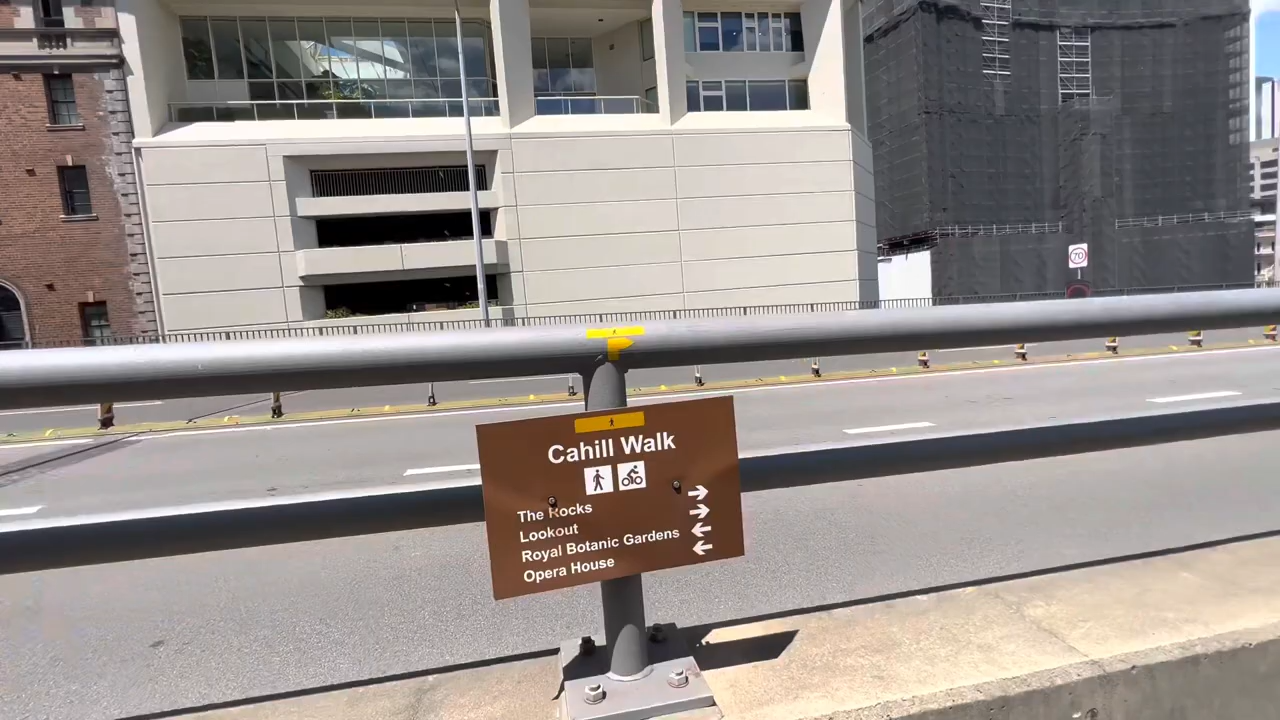 70
Cahill Walk
The Rocks →
Lookout →
Royal Botanic Gardens ←
Opera House ←